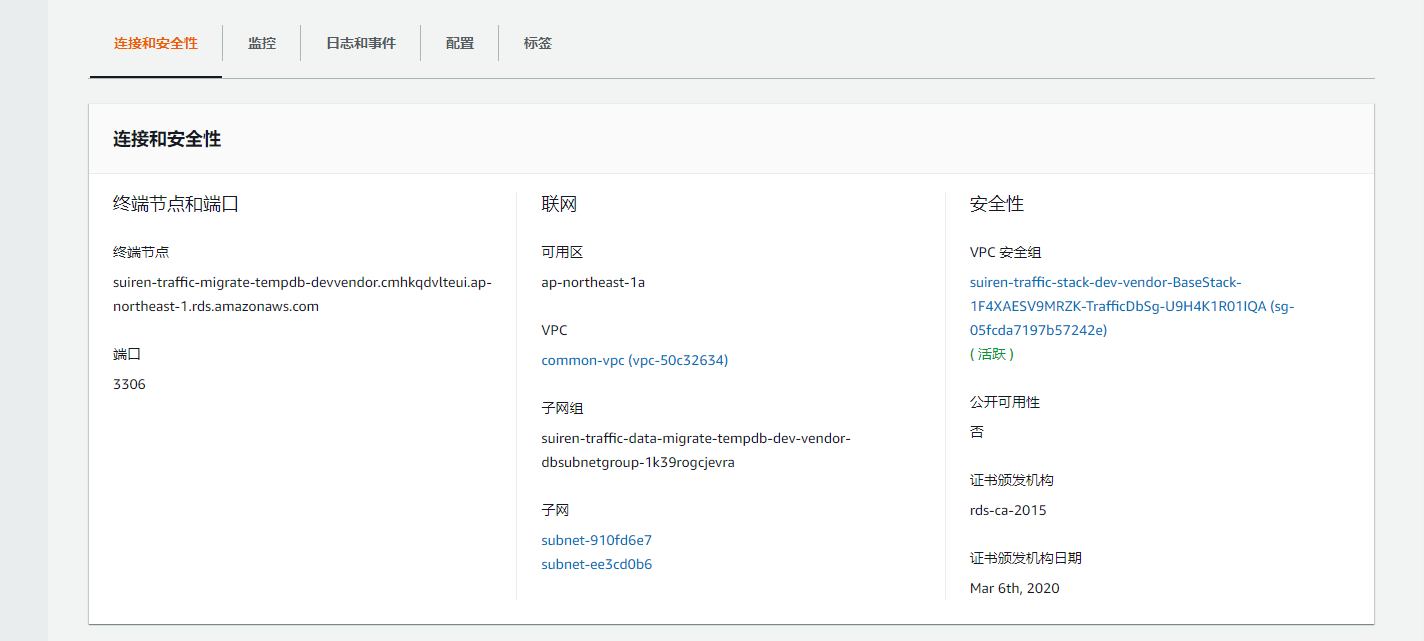 连接和安全性
监控
日志和事件
配置
标签
连接和安全性
终端节点和端口
终端节点
suiren-traffic-migrate-tempdb-devvendor.cmhkqdvlteui.ap-
northeast-1.rds.amazonaws.com
端口
3306
联网
可用区
ap-northeast-1a
VPC
common-vpc (vpc-50c32634)
子网组
suiren-traffic-data-migrate-tempdb-dev-vendor-
dbsubnetgroup-1k39rogcjevra
子网
subnet-910fd6e7
subnet-ee3cd0b6
安全性
VPC 安全组
suiren-traffic-stack-dev-vendor-BaseStack-
1F4XAESV9MRZK-TrafficDbSg-U9H4K1R01IQA (sg-
05fcda7197b57242e)
( 活跃 )
公开可用性
否
证书颁发机构
rds-ca-2015
证书颁发机构日期
Mar 6th, 2020